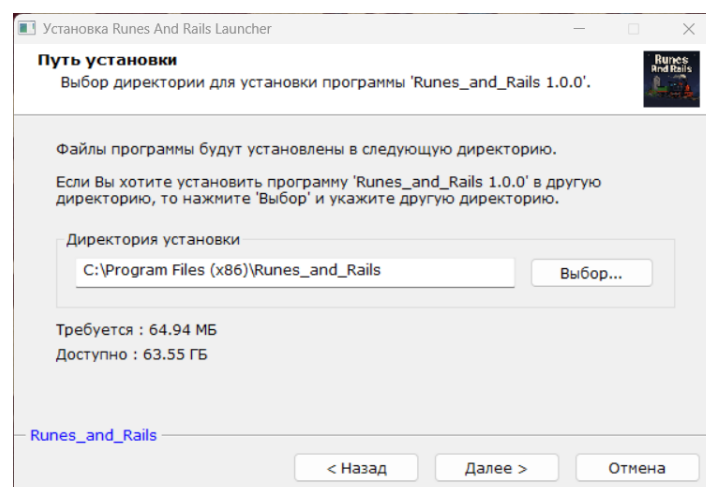 Установка Runes And Rails Launcher
Путь установки
Выбор директории для установки программы 'Runes_and_Rails 1.0.0'.
Runes
And Rails
Файлы программы будут установлены в следующую директорию.
Если Вы хотите установить программу 'Runes_and_Rails 1.0.0' в другую
директорию, то нажмите 'Выбор' и укажите другую директорию.
Директория установки
C:\Program Files (x86)\Runes_and_Rails
Выбор...
Требуется : 64.94 МБ
Доступно : 63.55 ГБ
Runes_and_Rails
< Назад
Далее >
Отмена